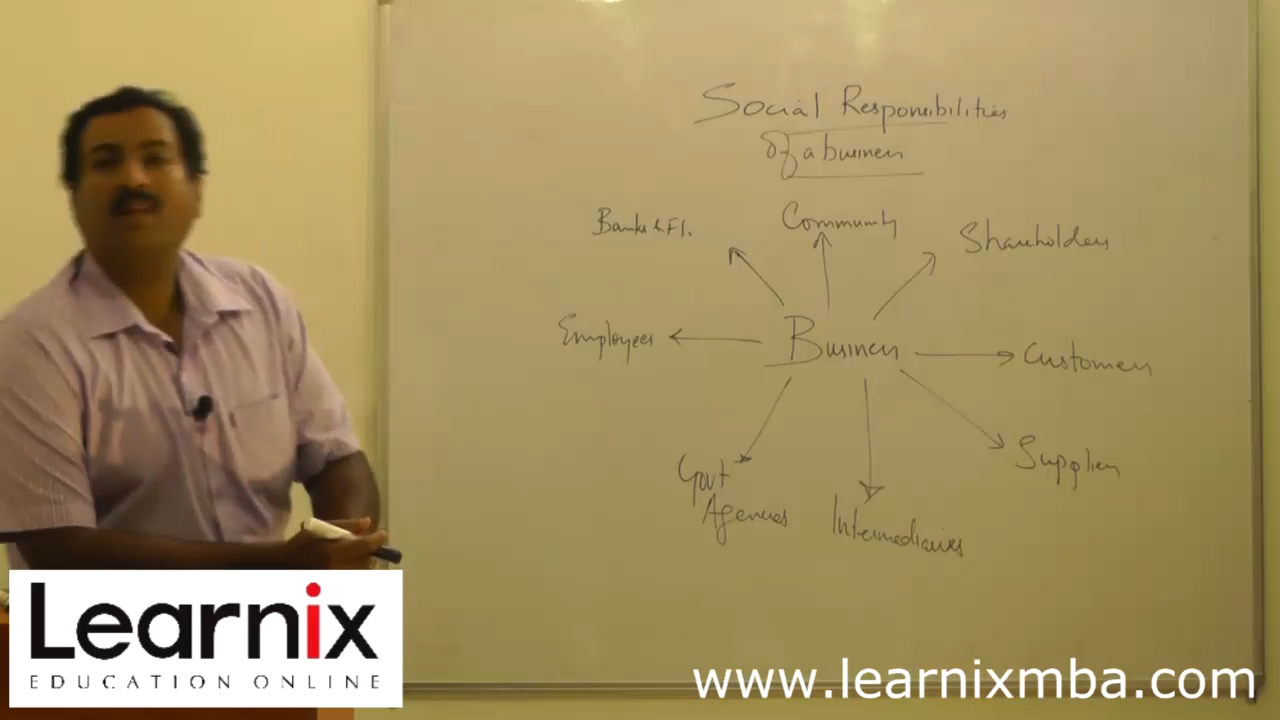 Social Responsibilities
Of a business
Banks & FI.
Community
Shareholders
Employees
Business
Customers
Suppliers
Govt
Agencies
Intermediaries
Learnix
EDUCATION ONLINE
www.learnixmba.com